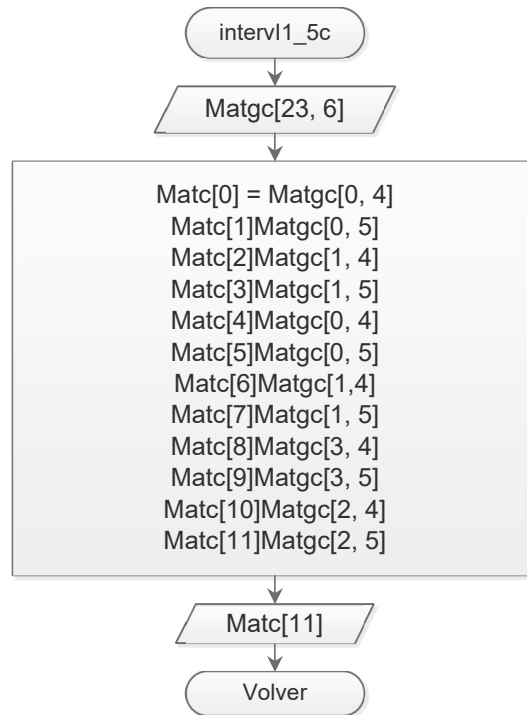 intervl1_5c
Matgc[23, 6]
Matc[0] = Matgc[0, 4]
Matc[1]Matgc[0, 5]
Matc[2]Matgc[1, 4]
Matc[3]Matgc[1, 5]
Matc[4]Matgc[0, 4]
Matc[5]Matgc[0, 5]
Matc[6]Matgc[1,4]
Matc[7]Matgc[1, 5]
Matc[8]Matgc[3, 4]
Matc[9]Matgc[3, 5]
Matc[10]Matgc[2, 4]
Matc[11]Matgc[2, 5]
Matc[11]
Volver